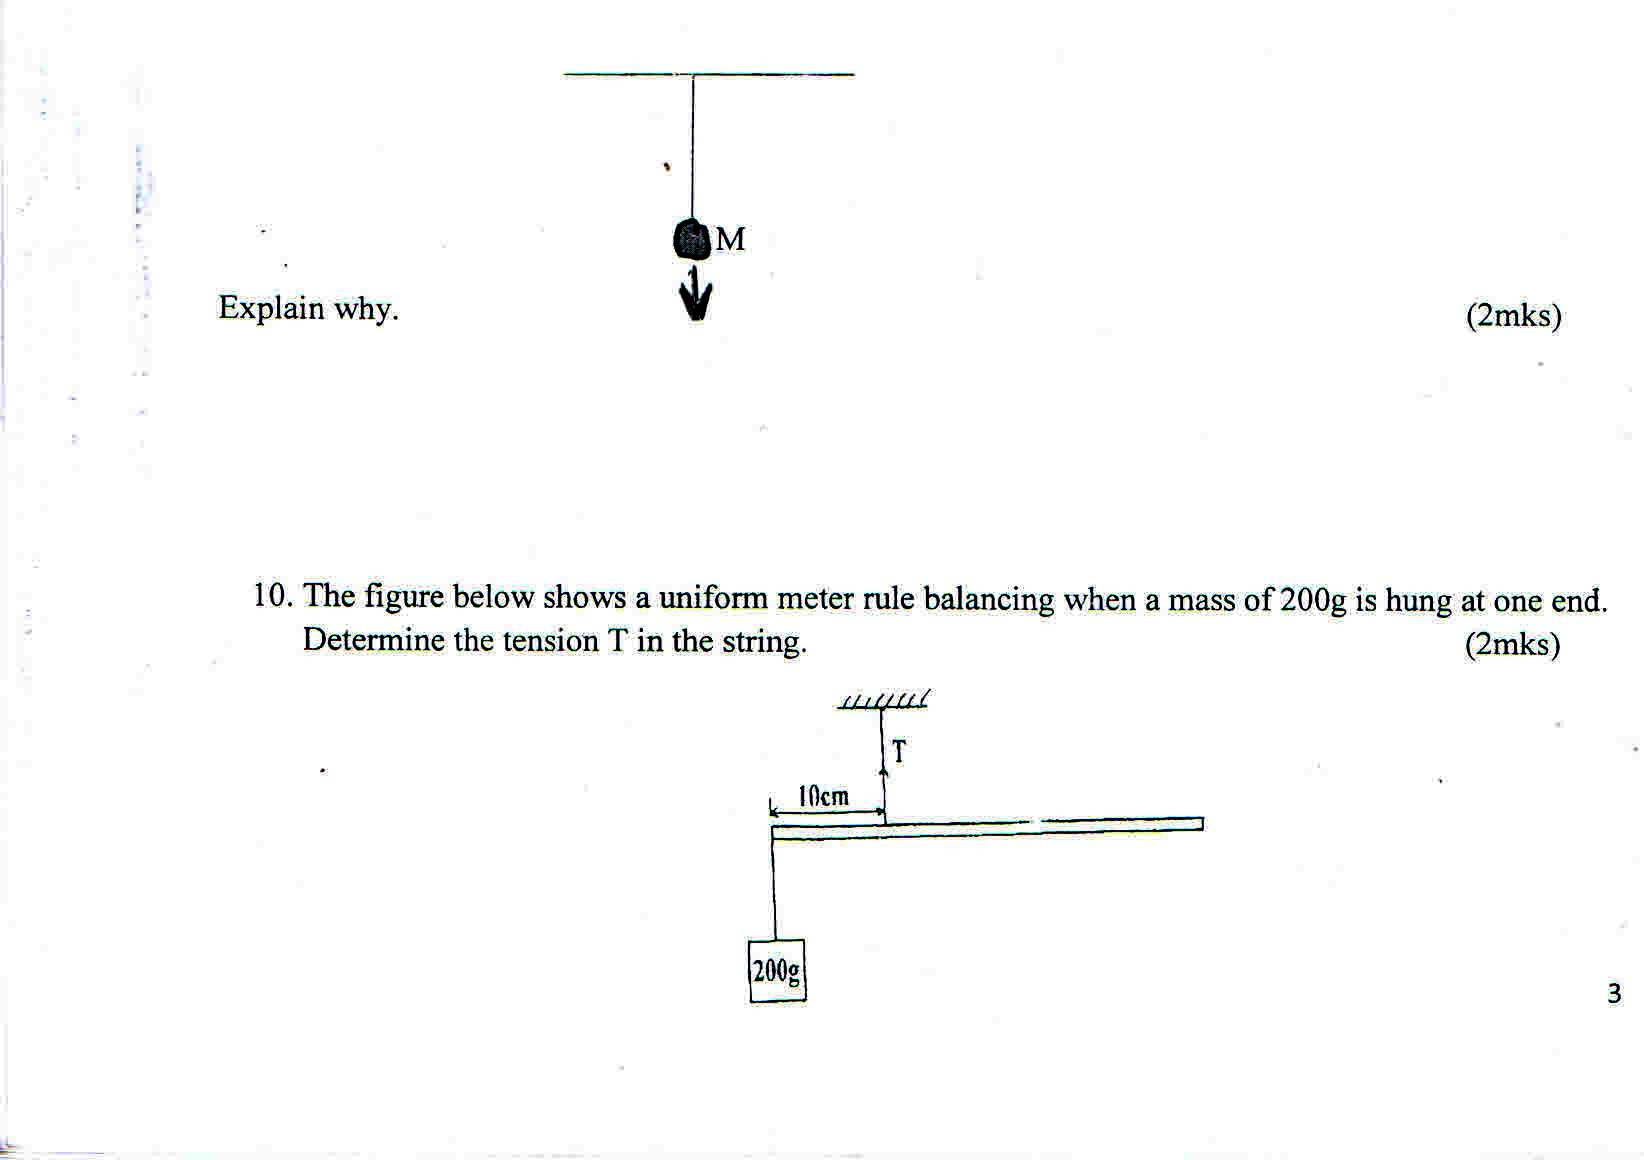 M
Explain why.
(2mks)
10. The figure below shows a uniform meter rule balancing when a mass of 200g is hung at one end.
Determine the tension T in the string.
(2mks)
T
10cm
200g
3